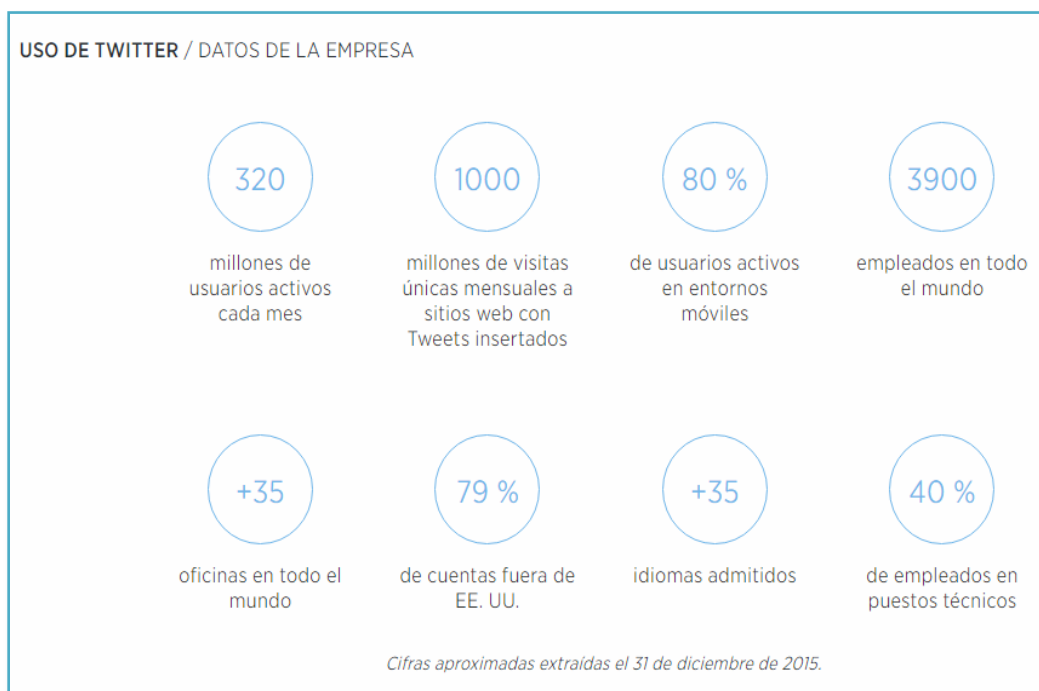 USO DE TWITTER / DATOS DE LA EMPRESA
320
millones de
usuarios activos
cada mes
1000
millones de visitas
únicas mensuales a
sitios web con
Tweets insertados
80 %
de usuarios activos
en entornos
móviles
3900
empleados en todo
el mundo
+35
oficinas en todo el
mundo
79 %
de cuentas fuera de
EE. UU.
+35
idiomas admitidos
40 %
de empleados en
puestos técnicos
Cifras aproximadas extraídas el 31 de diciembre de 2015.